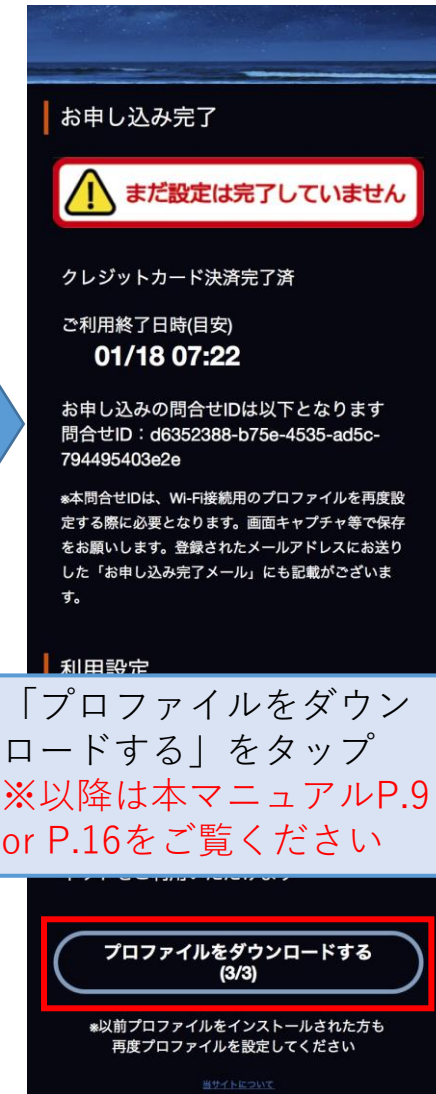 お申し込み完了
まだ設定は完了していません
クレジットカード決済完了済
ご利用終了日時(目安)
01/18 07:22
お申し込みの問合せIDは以下となります
問合せID：d6352388-b75e-4535-ad5c-
794495403e2e
※本問合せIDは、Wi-Fi接続用のプロファイルを再度設
定する際に必要となります。画面キャプチャ等で保存
をお願いします。登録されたメールアドレスにお送り
した「お申し込み完了メール」にも記載がございま
す。
利用設定
「プロファイルをダウン
ロードする」をタップ
※以降は本マニュアルP.9
or P.16をご覧ください
プロファイルをダウンロードする
(3/3)
※以前プロファイルをインストールされた方も
再度プロファイルを設定してください
当サイトについて